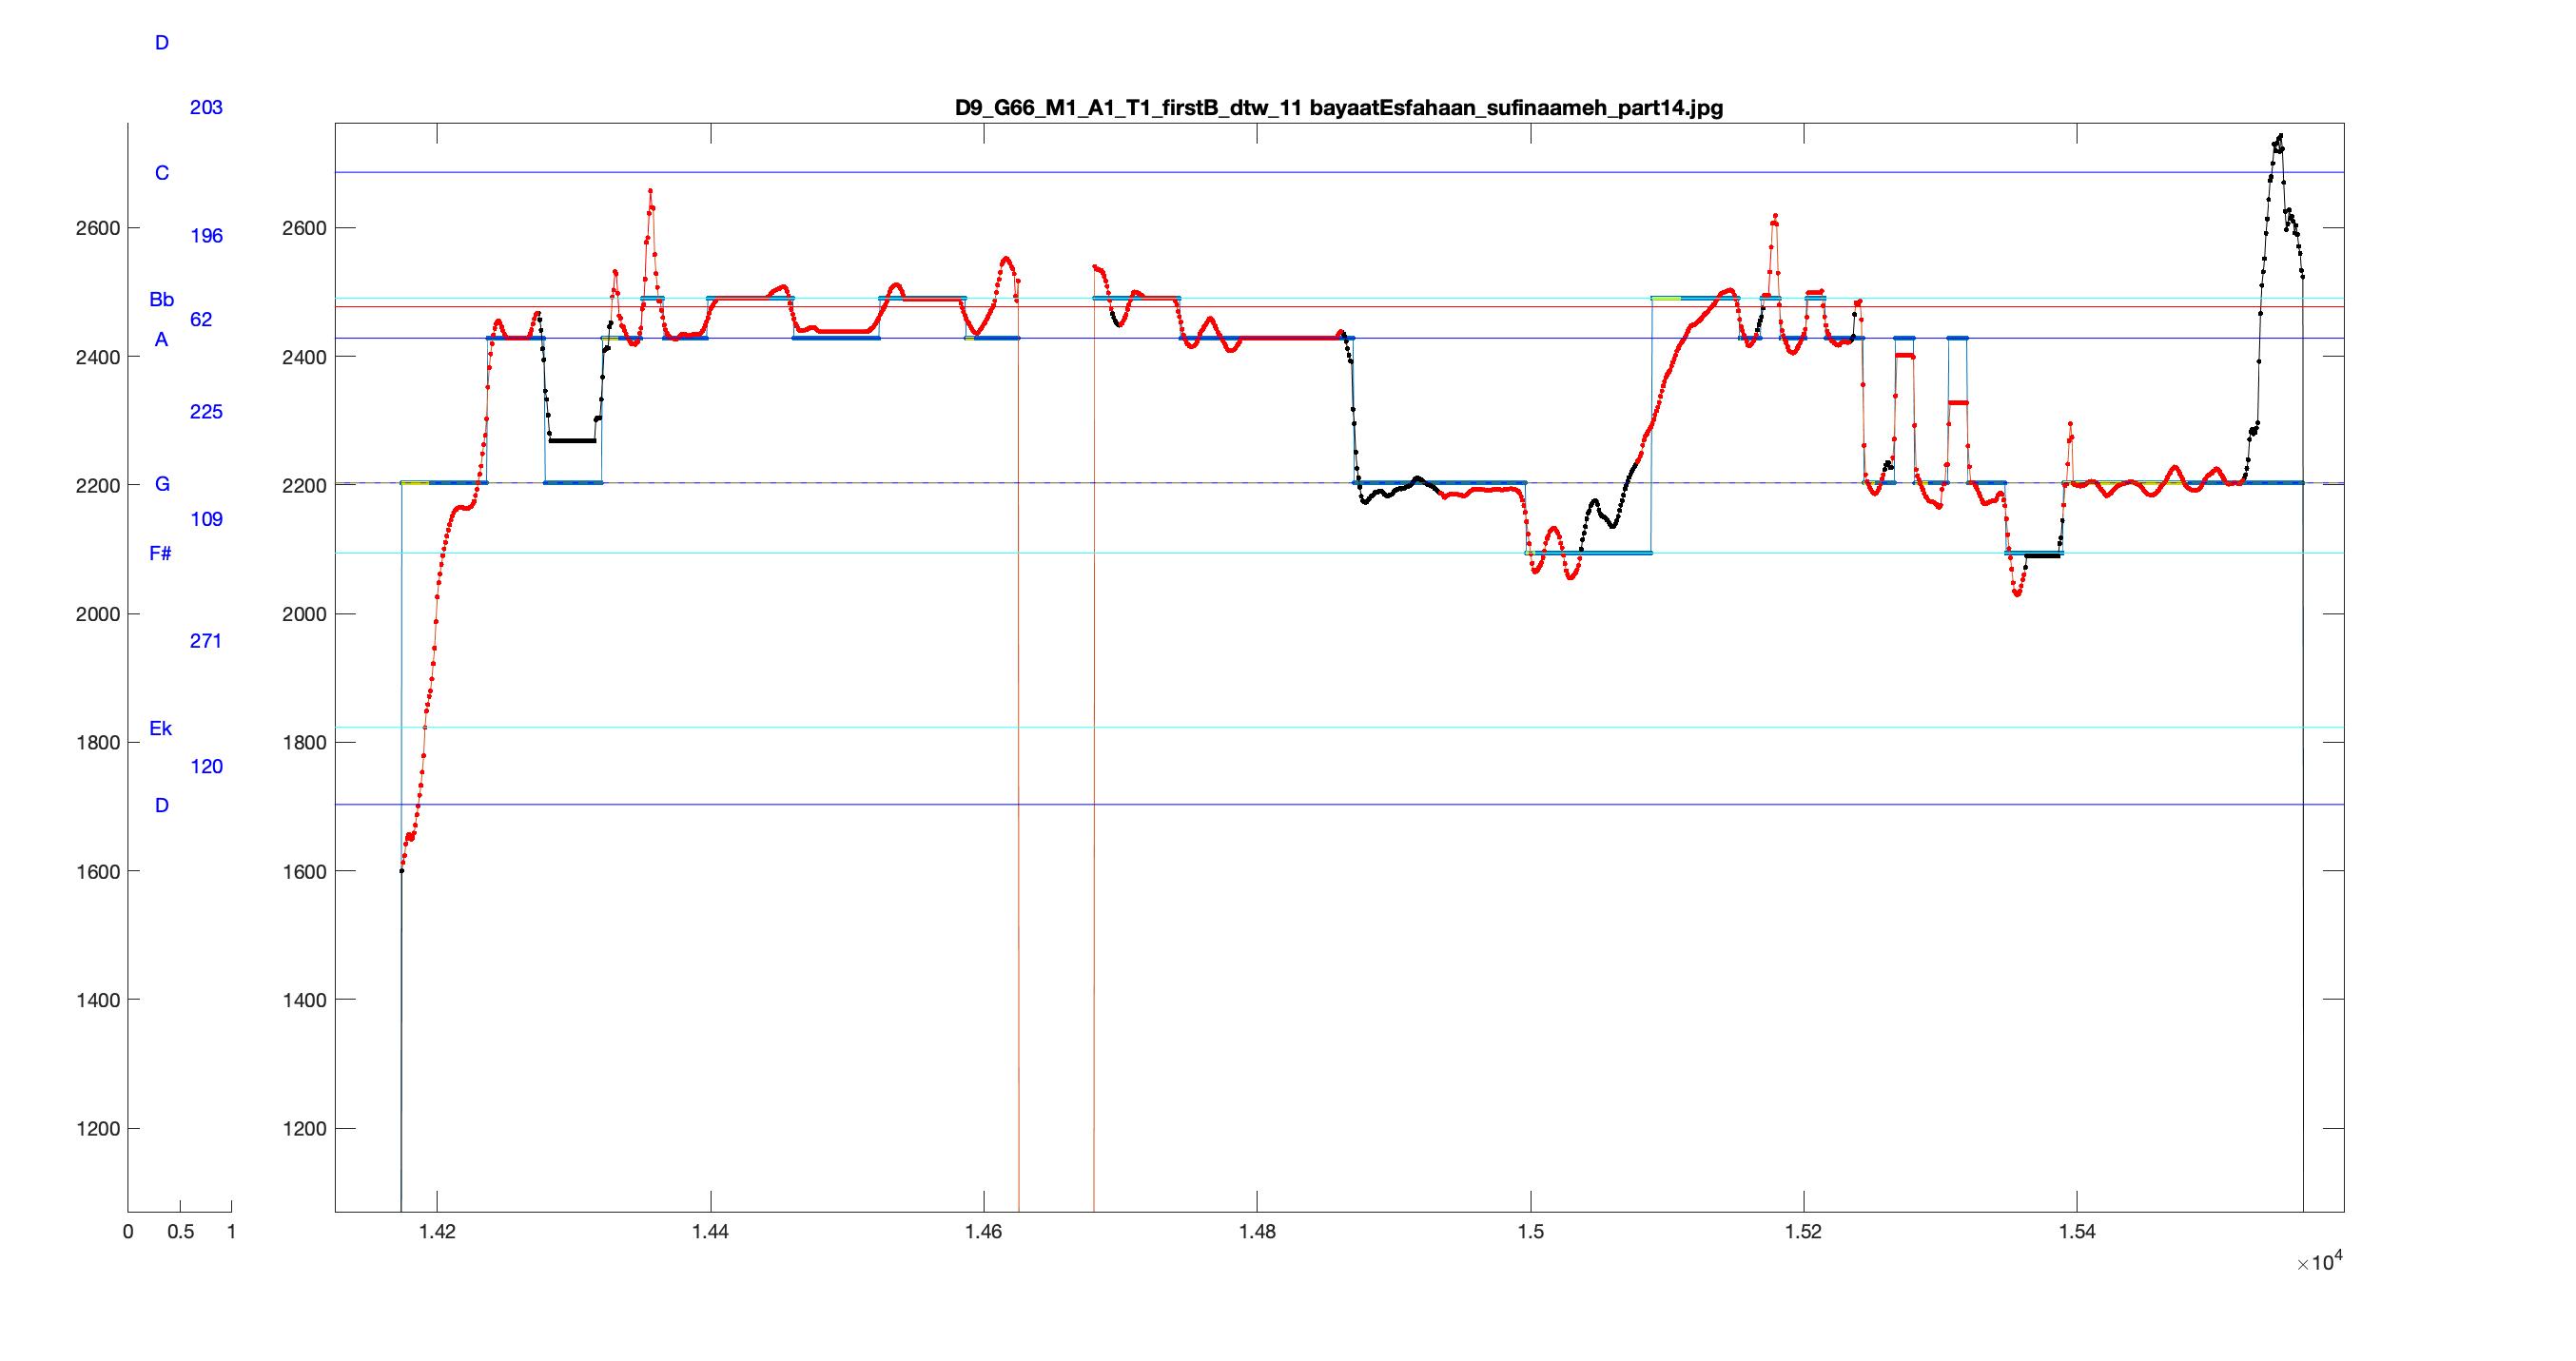 D
203
D9_G66_M1_A1_T1_firstB_dtw_11 bayaatEsfahaan_sufinaameh_part14.jpg
C
2600 196 2600
Bb
62
A
2400 2400
225
G
2200 2200
109
F#
2000 2000
271
Ek
1800 1800
120
D
1600 1600
1400 1400
1200 1200
0 0.5 1 1.42 1.44 1.46 1.48 1.5 1.52 1.54
×10^4